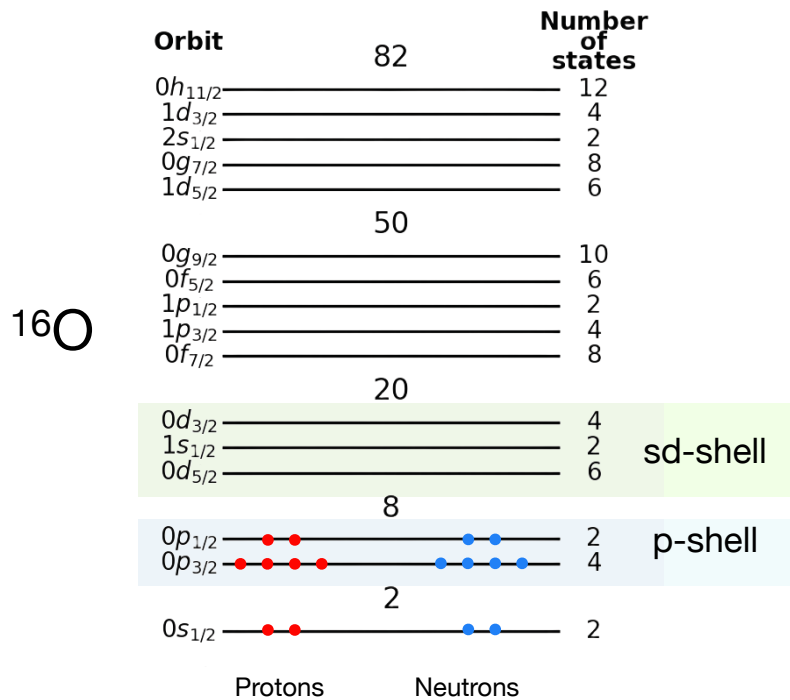 Orbit
Number
of
states
82
0h11/2 12
1d3/2 4
2s1/2 2
0g7/2 8
1d5/2 6
50
0g9/2 10
0f5/2 6
1p1/2 2
1p3/2 4
0f7/2 8
16O
20
0d3/2 4
1s1/2 2
0d5/2 6
sd-shell
8
0p1/2 2
0p3/2 4
p-shell
2
0s1/2 2
Protons Neutrons